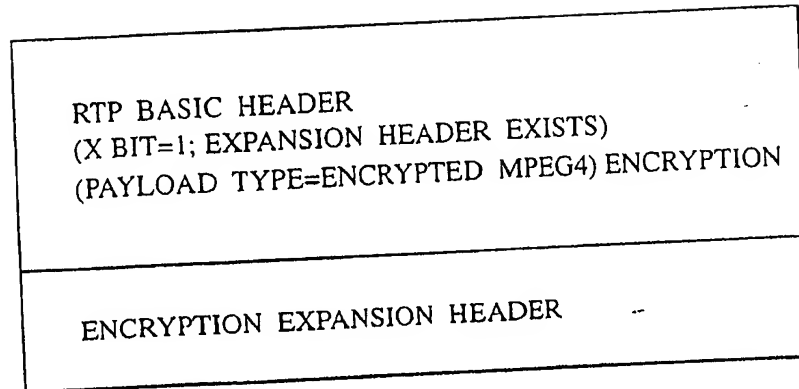 RTP BASIC HEADER
(X BIT=1; EXPANSION HEADER EXISTS)
(PAYLOAD TYPE=ENCRYPTED MPEG4) ENCRYPTION
ENCRYPTION EXPANSION HEADER